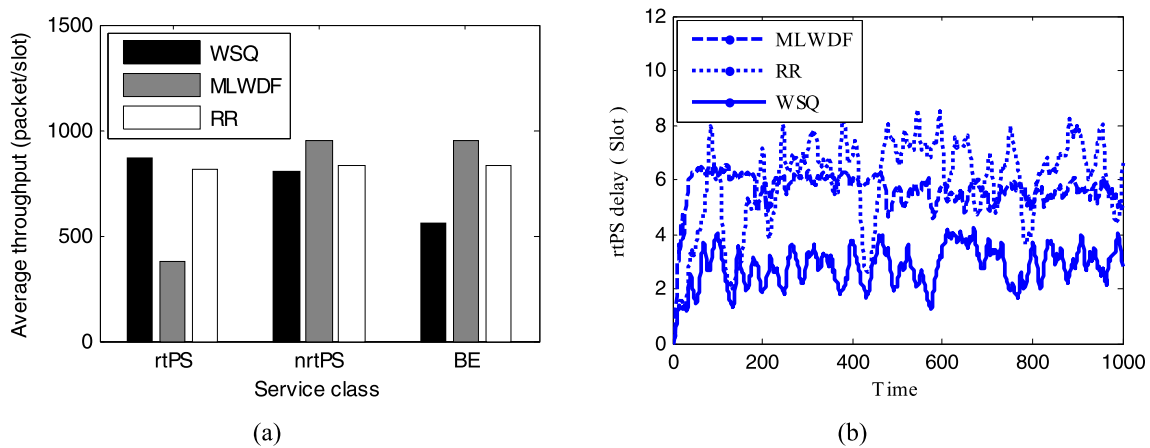 1500
1000
500
0
Average throughput (packet/slot)
WSQ
MLWDF
RR
rtPS nrtPS BE
Service class
(a)
12
10
8
6
4
2
0
rtPS delay ( Slot )
MLWDF
RR
WSQ
0 200 400 600 800 1000
Time
(b)